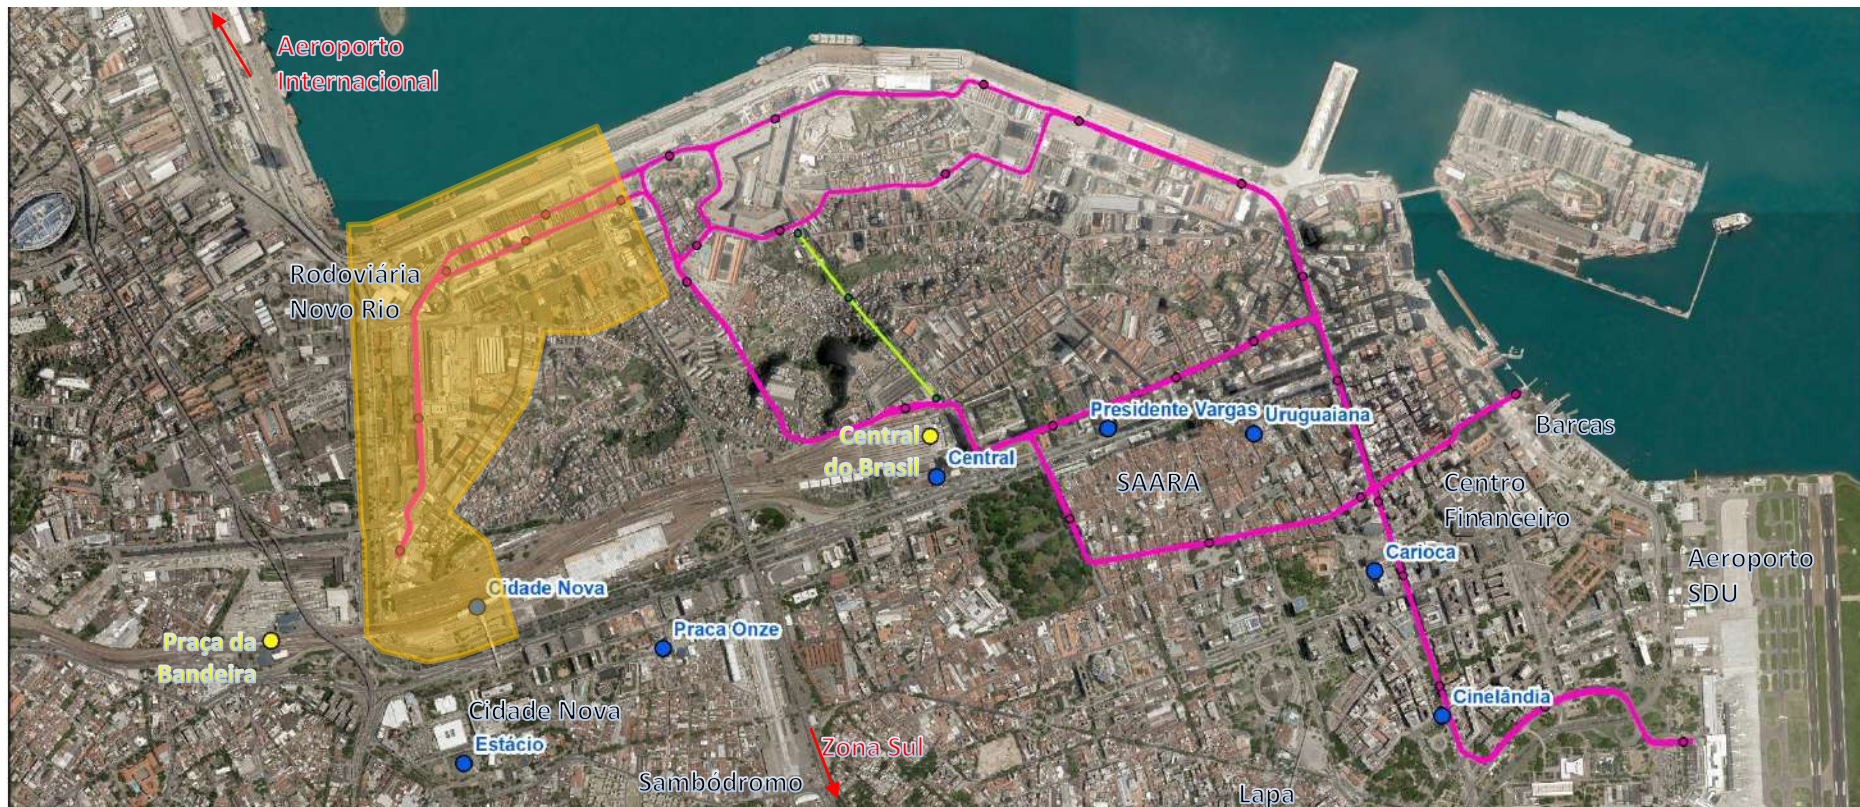 Aeroporto
Internacional
Rodoviária
Novo Rio
Presidente Vargas
Uruguaiana
Central
do Brasil
Central
Barcas
SAARA
Centro
Financeiro
Carioca
Aeroporto
SDU
Cidade Nova
Praca Onze
Praça da
Bandeira
Cinelândia
Cidade Nova
Estácio
Zona Sul
Sambódromo
Lapa